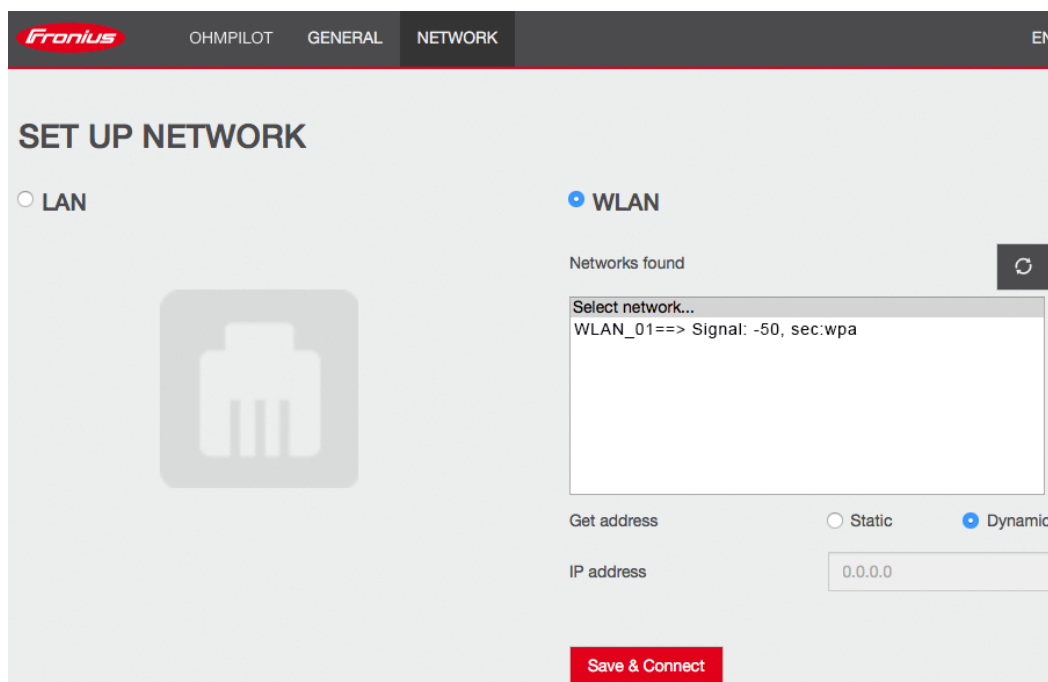 Fronius OHMPILOT GENERAL NETWORK EN
SET UP NETWORK
LAN
WLAN
Networks found
Select network...
WLAN_01==> Signal: -50, sec:wpa
Get address Static Dynamic
IP address 0.0.0.0
Save & Connect